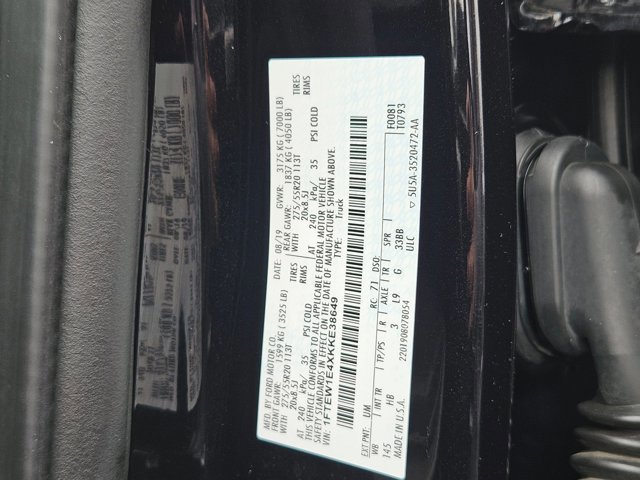 MFD. BY FORD MOTOR CO.
DATE: 08/19 GVWR: 3175 KG ( 7000 LB)
FRONT GAWR: 1599 KG ( 3525 LB) REAR GAWR: 1837 KG ( 4050 LB)
WITH 275/55R20 113T TIRES WITH 275/55R20 113T TIRES
20x8.5J RIMS 20x8.5J RIMS
AT 240 kPa/ 35 PSI COLD AT 240 kPa/ 35 PSI COLD
THIS VEHICLE CONFORMS TO ALL APPLICABLE FEDERAL MOTOR VEHICLE
SAFETY STANDARDS IN EFFECT ON THE DATE OF MANUFACTURE SHOWN ABOVE.
VIN: 1FTEW1E4XKKE38649 Truck
EXT PNT: UM RC: 71 DSO: F0081
WB INT TR TP/PS R AXLE TR SPR T0793
145 HB 3 L9 G 33BB
MADE IN U.S.A. 2201908078054 ULC
5U5A-3520472-AA